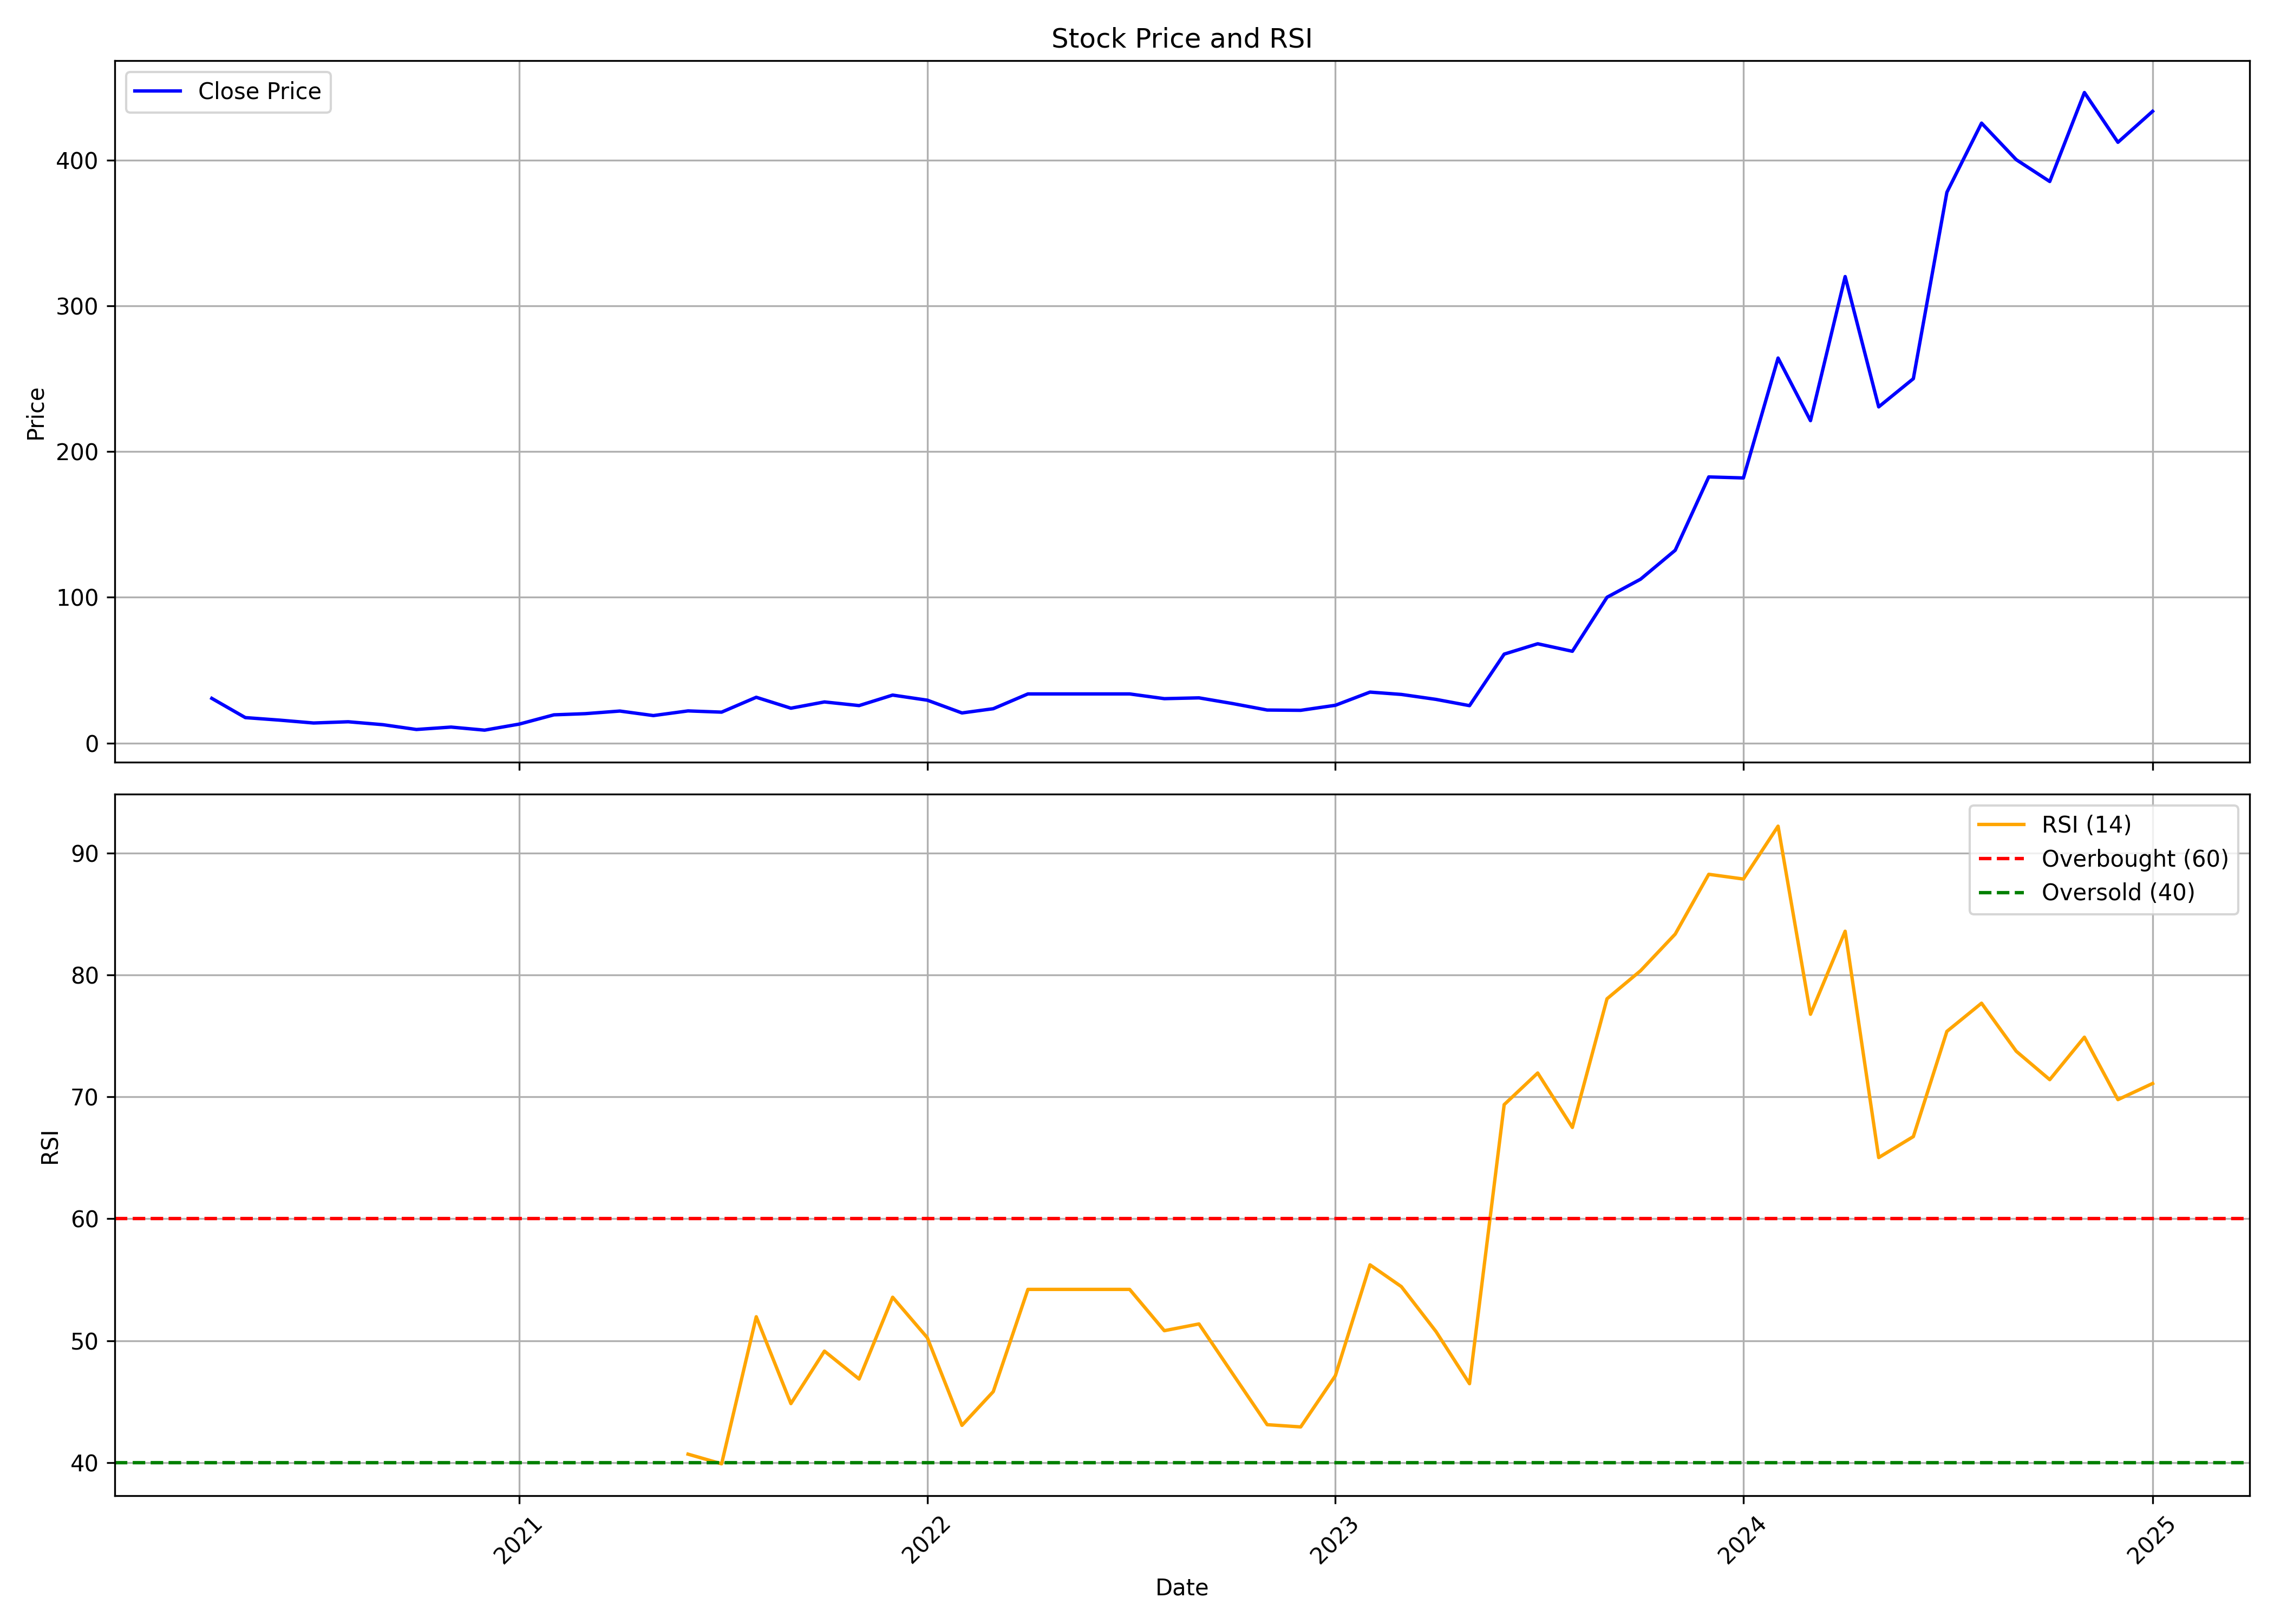 Stock Price and RSI
Close Price
Price
400
300
200
100
0
RSI (14)
Overbought (60)
Oversold (40)
RSI
90
80
70
60
50
40
2021
2022
2023
2024
2025
Date